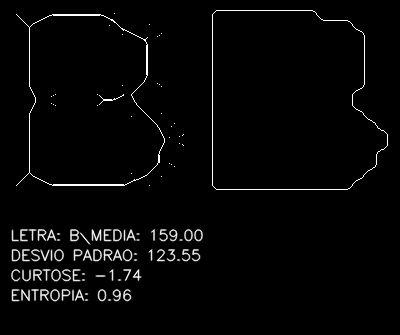 B B
LETRA: B\MEDIA: 159.00
DESVIO PADRAO: 123.55
CURTOSE: -1.74
ENTROPIA: 0.96